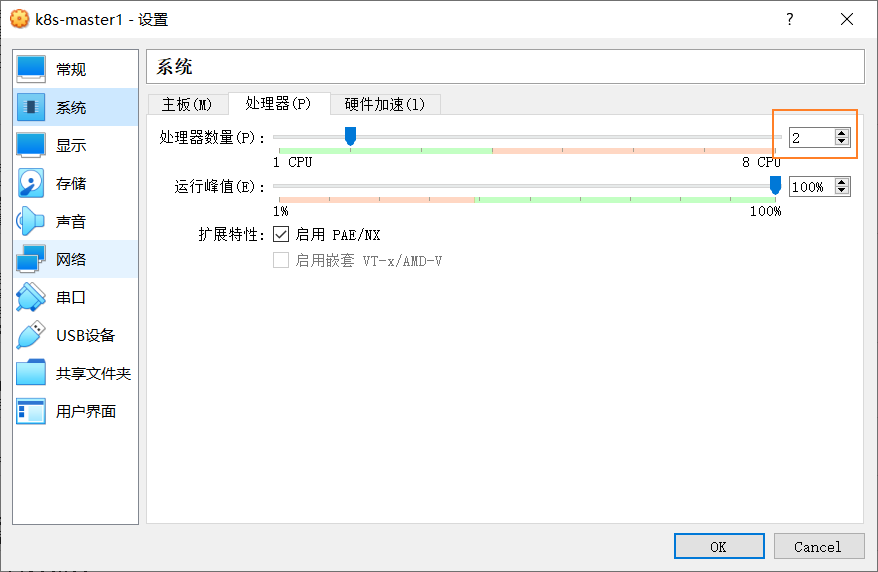 k8s-master1 - 设置
?
常规
系统
显示
存储
声音
网络
串口
USB设备
共享文件夹
用户界面
系统
主板(M) 处理器(P) 硬件加速(l)
处理器数量(P): 2
1 CPU 8 CPU
运行峰值(E): 100%
1% 100%
扩展特性: 启用 PAE/NX
启用嵌套 VT-x/AMD-V
OK Cancel